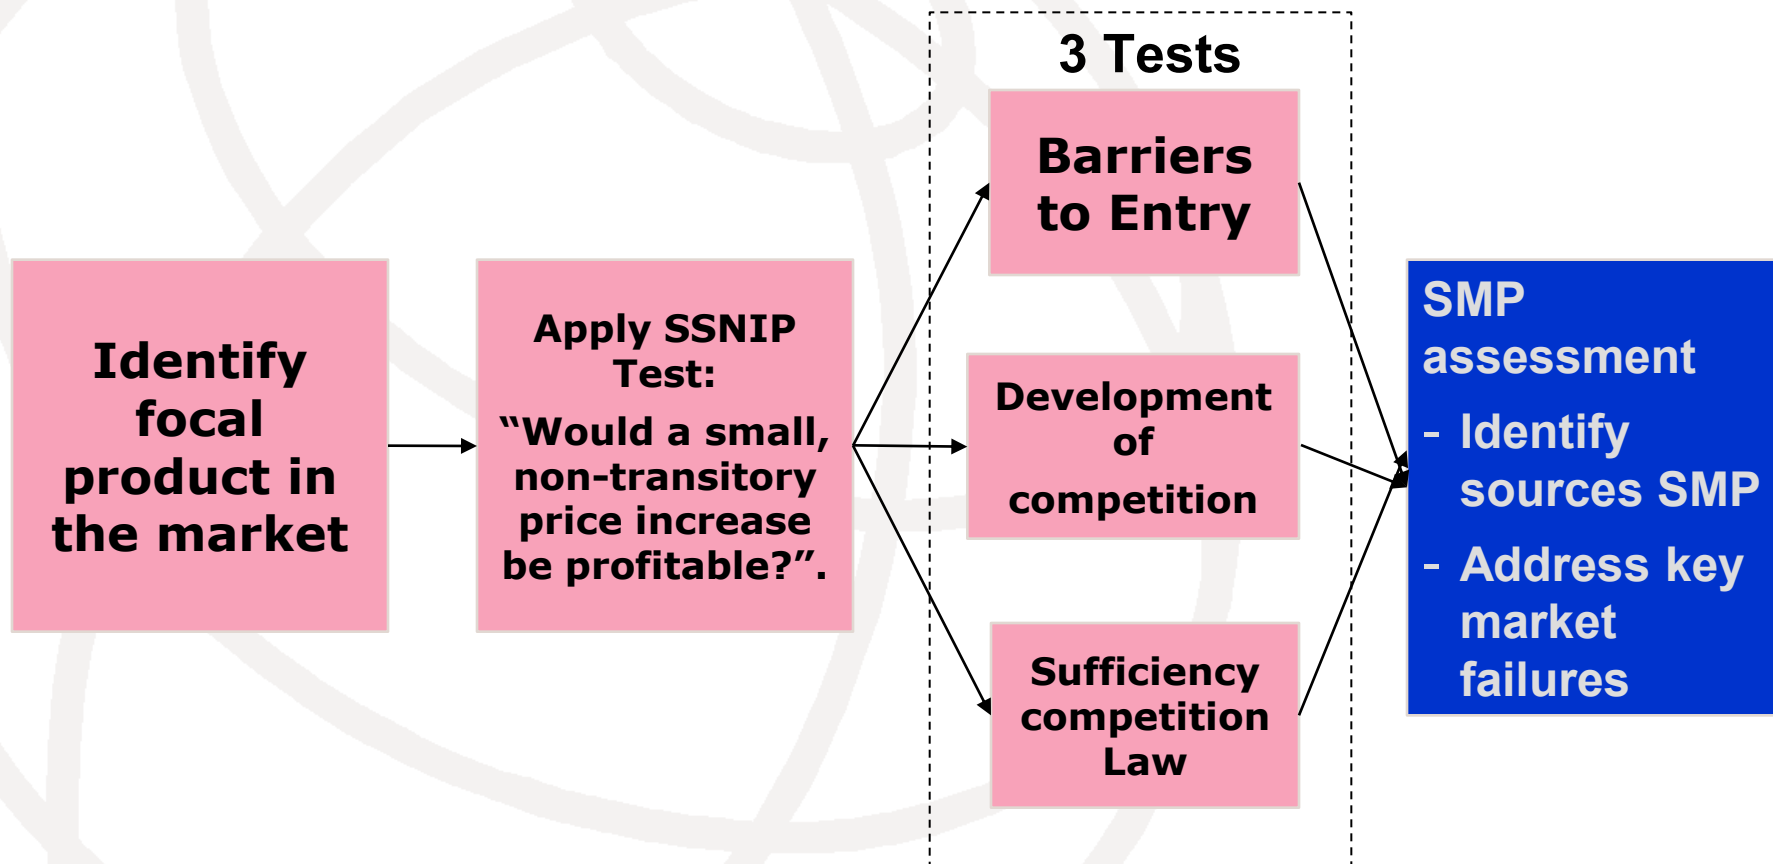 Identify
focal
product in
the market
Apply SSNIP
Test:
“Would a small,
non-transitory
price increase
be profitable?”.
3 Tests
Barriers
to Entry
Development
of
competition
Sufficiency
competition
Law
SMP
assessment
- Identify
sources SMP
- Address key
market
failures